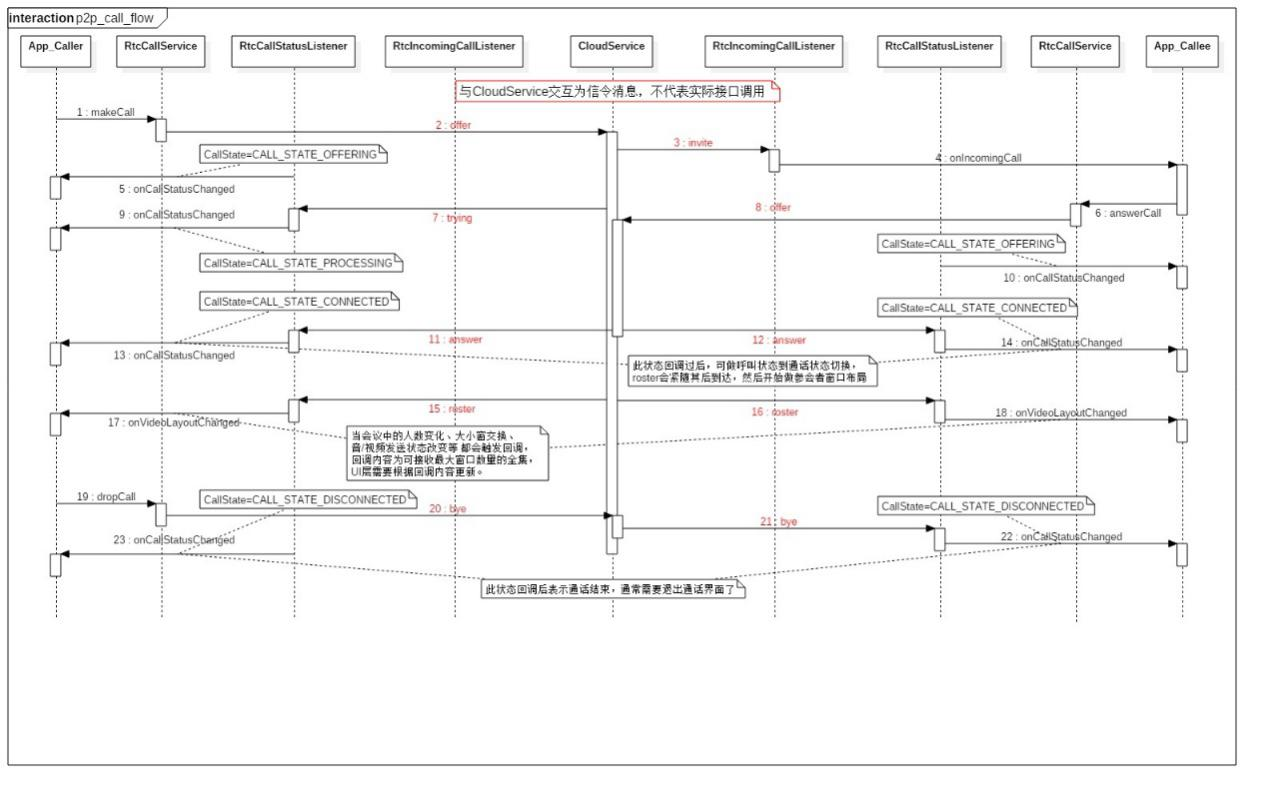 interaction p2p_call_flow
App_Caller
RtcCallService
RtcCallStatusListener
RtcIncomingCallListener
CloudService
RtcIncomingCallListener
RtcCallStatusListener
RtcCallService
App_Callee
与CloudService交互为信令消息，不代表实际接口调用
1 : makeCall
2 : offer
3 : invite
CallState=CALL_STATE_OFFERING
4 : onIncomingCall
5 : onCallStatusChanged
9 : onCallStatusChanged
7 : trying
8 : offer
6 : answerCall
CallState=CALL_STATE_OFFERING
CallState=CALL_STATE_PROCESSING
10 : onCallStatusChanged
CallState=CALL_STATE_CONNECTED
CallState=CALL_STATE_CONNECTED
11 : answer
12 : answer
13 : onCallStatusChanged
14 : onCallStatusChanged
此状态回调过后，可做呼叫状态到通话状态切换，
roster会紧随其后到达，然后开始做参会者窗口布局
15 : roster
16 : roster
17 : onVideoLayoutChanged
18 : onVideoLayoutChanged
当会议中的人数变化、大小窗交换、
音/视频发送状态改变等 都会触发回调，
回调内容为可接收最大窗口数量的全集，
UI层需要根据回调内容更新。
19 : dropCall
CallState=CALL_STATE_DISCONNECTED
20 : bye
CallState=CALL_STATE_DISCONNECTED
21 : bye
23 : onCallStatusChanged
22 : onCallStatusChanged
此状态回调后表示通话结束，通常需要退出通话界面了